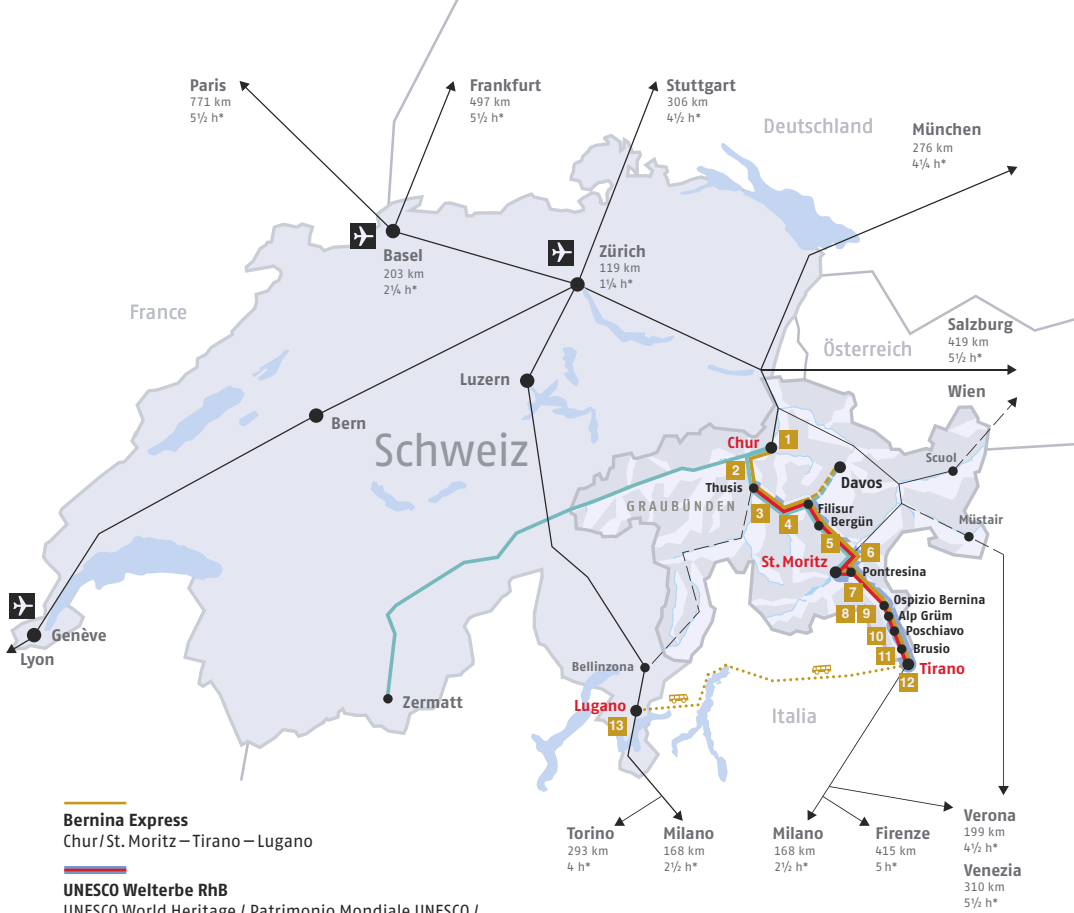 Paris
771 km
5½ h*
Frankfurt
497 km
5½ h*
Stuttgart
306 km
4½ h*
Deutschland
München
276 km
4¼ h*
Basel
203 km
2¼ h*
Zürich
119 km
1¼ h*
France
Salzburg
419 km
5½ h*
Österreich
Wien
Luzern
Bern
Schweiz
Chur
1
2
Scuol
Davos
Thusis
GRAUBÜNDEN
3
4
Filisur
Bergün
Müstair
5
6
St. Moritz
Pontresina
7
Ospizio Bernina
8
9
Alp Grüm
Poschiavo
10
Brusio
11
Tirano
12
Genève
Lyon
Bellinzona
Zermatt
Lugano
13
Italia
Bernina Express
Chur/St. Moritz – Tirano – Lugano
Torino
293 km
4 h*
Milano
168 km
2½ h*
Milano
168 km
2½ h*
Firenze
415 km
5 h*
Verona
199 km
4½ h*
Venezia
310 km
5½ h*
UNESCO Welterbe RhB
UNESCO World Heritage / Patrimonio Mondiale UNESCO /